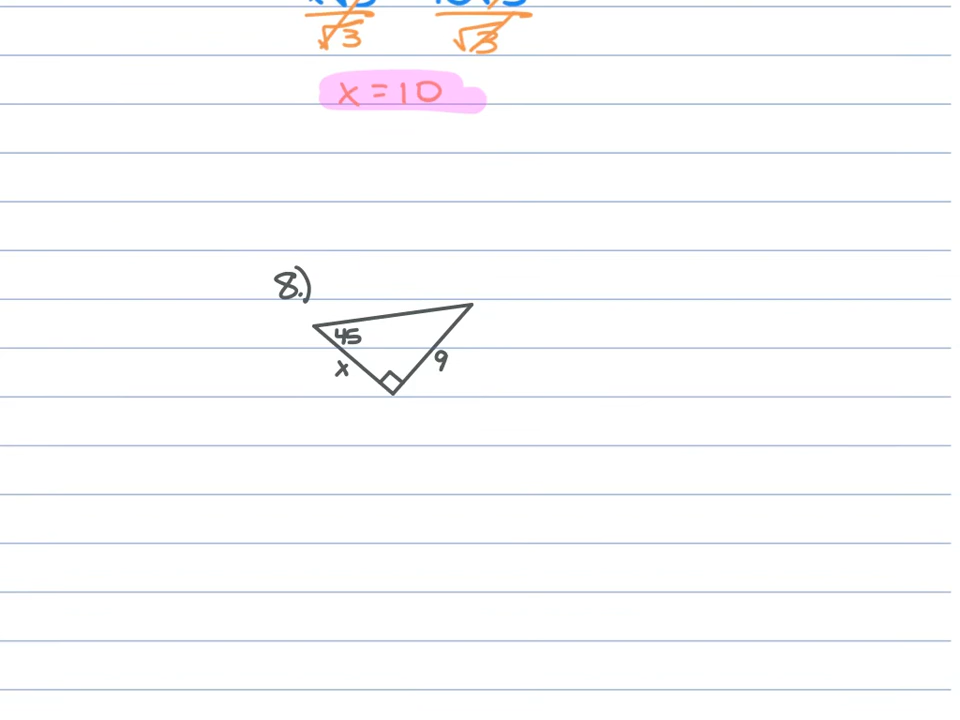 √3 √3
x = 10
8.)
45
x
9